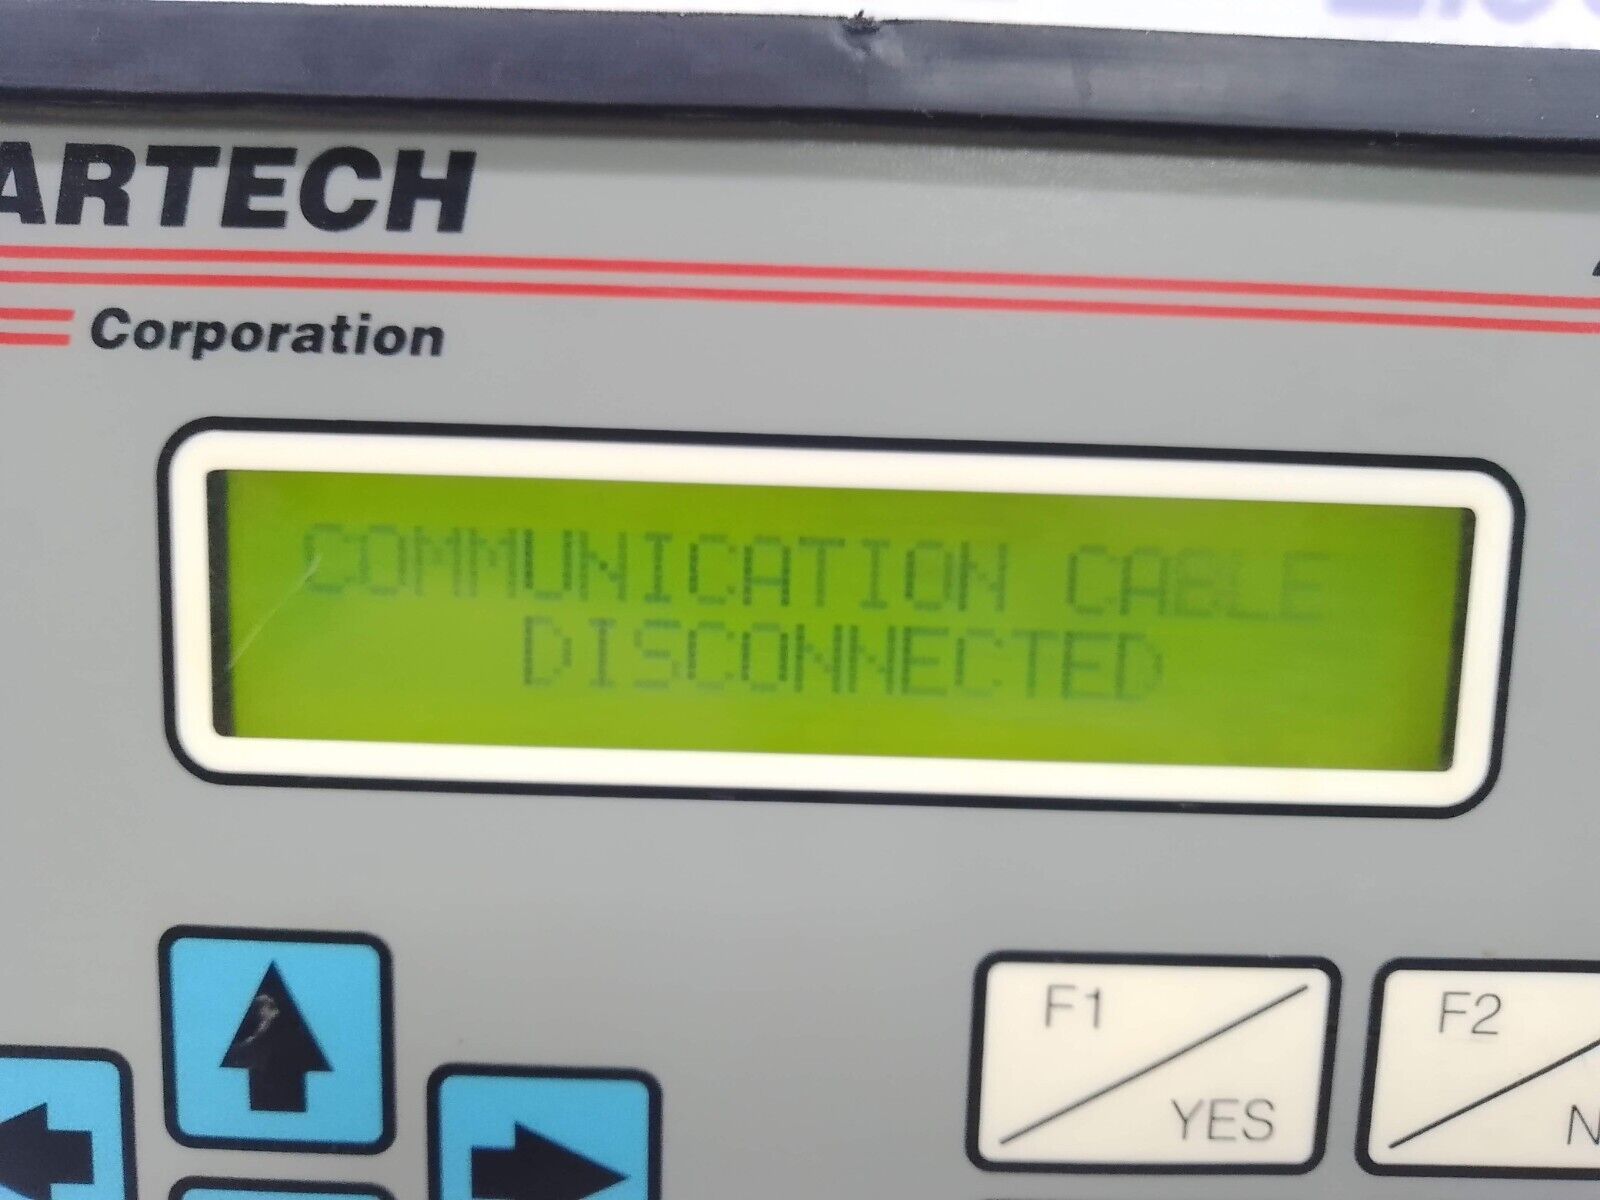 ARTECH
Corporation
COMMUNICATION CABLE
DISCONNECTED
F1
YES
F2
N